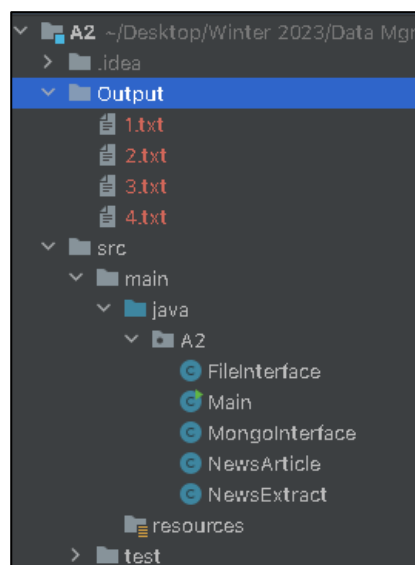 A2 ~/Desktop/Winter 2023/Data Mgr
.idea
Output
1.txt
2.txt
3.txt
4.txt
src
main
java
A2
FileInterface
Main
MongoInterface
NewsArticle
NewsExtract
resources
test